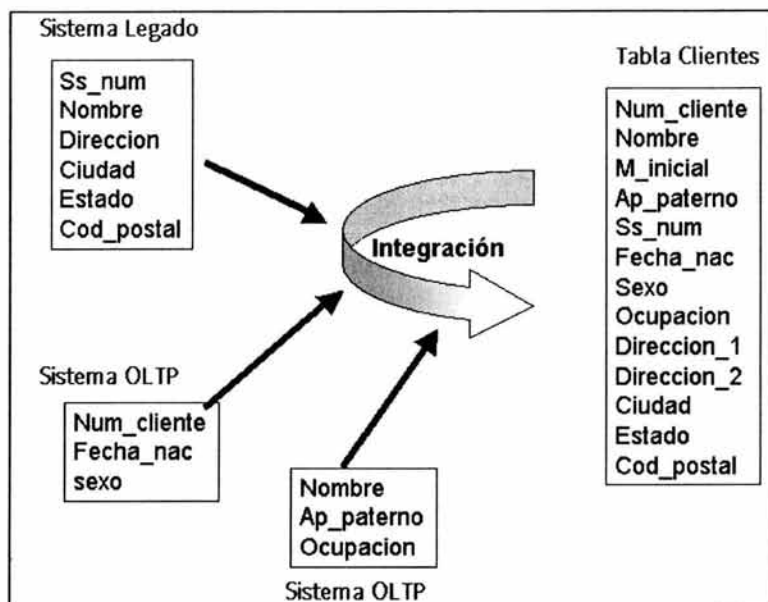 Sistema Legado
Ss_num
Nombre
Direccion
Ciudad
Estado
Cod_postal
Integración
Sistema OLTP
Num_cliente
Fecha_nac
sexo
Nombre
Ap_paterno
Ocupacion
Sistema OLTP
Tabla Clientes
Num_cliente
Nombre
M_inicial
Ap_paterno
Ss_num
Fecha_nac
Sexo
Ocupacion
Direccion_1
Direccion_2
Ciudad
Estado
Cod_postal